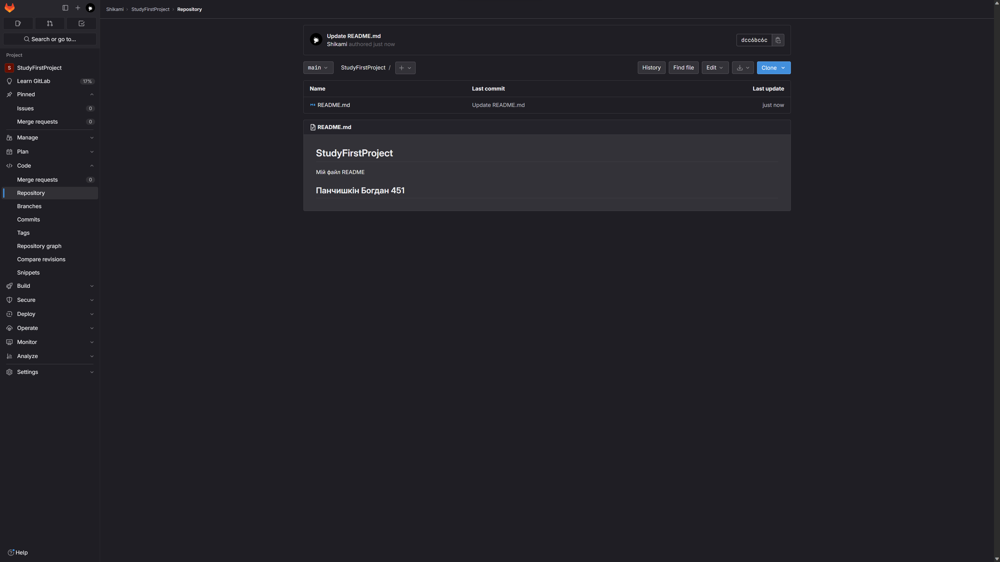 Shikami › StudyFirstProject › Repository
Search or go to...
Project
S StudyFirstProject
Learn GitLab 17%
Pinned
Issues 0
Merge requests 0
Manage
Plan
Code
Merge requests 0
Repository
Branches
Commits
Tags
Repository graph
Compare revisions
Snippets
Build
Secure
Deploy
Operate
Monitor
Analyze
Settings
Help
Update README.md
Shikami authored just now
dcc6bc6c
main StudyFirstProject / History Find file Edit Clone
Name Last commit Last update
README.md Update README.md just now
README.md
StudyFirstProject
Мій файл README
Панчишкін Богдан 451